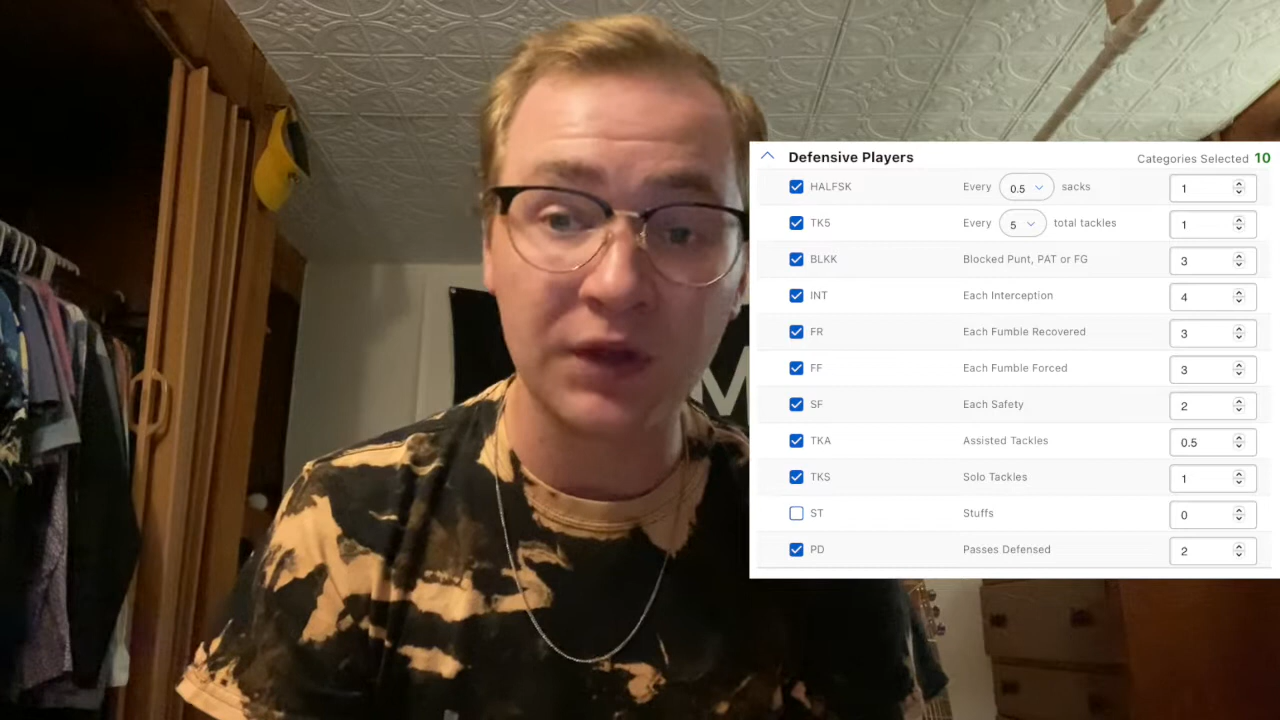 Defensive Players Categories Selected 10
HALFSK Every 0.5 sacks 1
TK5 Every 5 total tackles 1
BLKK Blocked Punt, PAT or FG 3
INT Each Interception 4
FR Each Fumble Recovered 3
FF Each Fumble Forced 3
SF Each Safety 2
TKA Assisted Tackles 0.5
TKS Solo Tackles 1
ST Stuffs 0
PD Passes Defensed 2
M